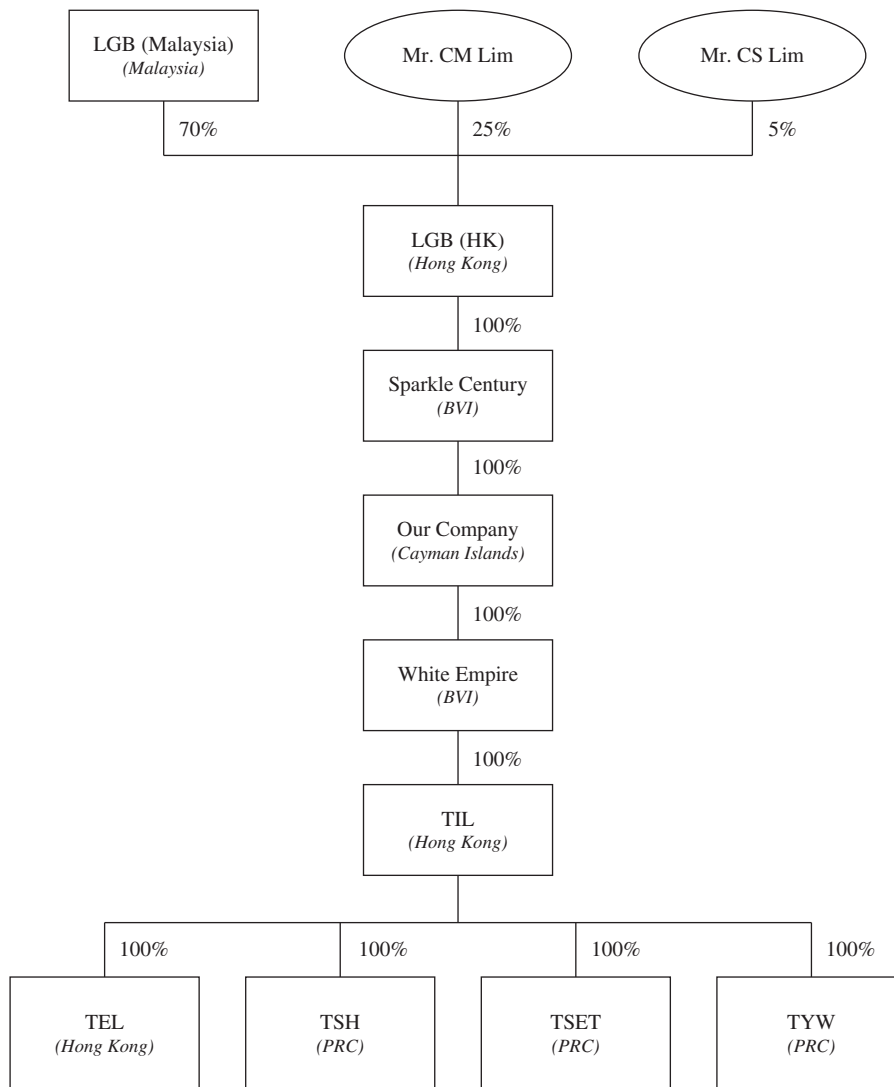 LGB (Malaysia)
(Malaysia)
Mr. CM Lim
Mr. CS Lim
70%
25%
5%
LGB (HK)
(Hong Kong)
100%
Sparkle Century
(BVI)
100%
Our Company
(Cayman Islands)
100%
White Empire
(BVI)
100%
TIL
(Hong Kong)
100%
100%
100%
100%
TEL
(Hong Kong)
TSH
(PRC)
TSET
(PRC)
TYW
(PRC)